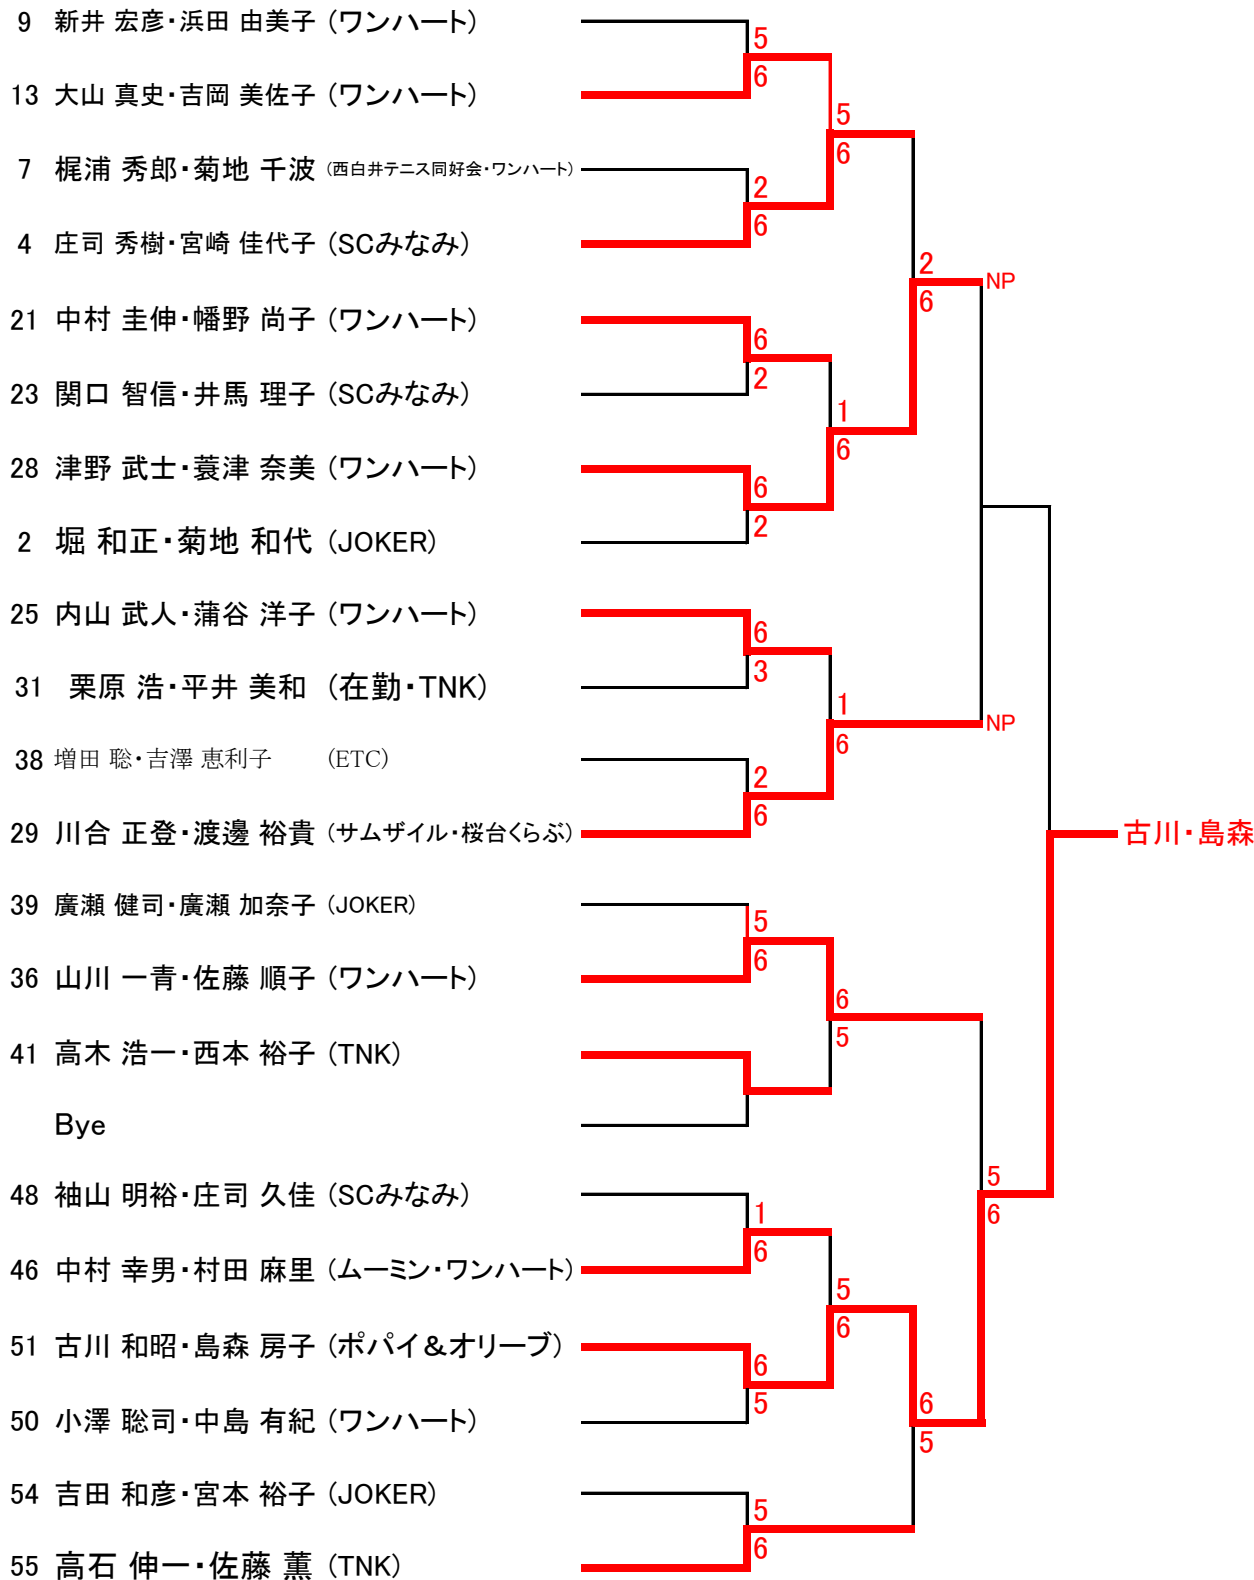 9 新井 宏彦・浜田 由美子 (ワンハート)
5
6
13 大山 真史・吉岡 美佐子 (ワンハート)
5
6
7 梶浦 秀郎・菊地 千波 (西白井テニス同好会・ワンハート)
2
6
4 庄司 秀樹・宮崎 佳代子 (SCみなみ)
2
6
NP
21 中村 圭伸・幡野 尚子 (ワンハート)
6
2
23 関口 智信・井馬 理子 (SCみなみ)
1
6
28 津野 武士・蓑津 奈美 (ワンハート)
6
2
2 堀 和正・菊地 和代 (JOKER)
25 内山 武人・蒲谷 洋子 (ワンハート)
6
3
31 栗原 浩・平井 美和 (在勤・TNK)
1
6
NP
38 増田 聡・吉澤 恵利子 (ETC)
2
6
29 川合 正登・渡邊 裕貴 (サムザイル・桜台くらぶ)
古川・島森
39 廣瀬 健司・廣瀬 加奈子 (JOKER)
5
6
36 山川 一青・佐藤 順子 (ワンハート)
6
5
41 高木 浩一・西本 裕子 (TNK)
Bye
48 袖山 明裕・庄司 久佳 (SCみなみ)
5
6
1
6
46 中村 幸男・村田 麻里 (ムーミン・ワンハート)
5
6
51 古川 和昭・島森 房子 (ポパイ＆オリーブ)
6
5
50 小澤 聡司・中島 有紀 (ワンハート)
6
5
54 吉田 和彦・宮本 裕子 (JOKER)
5
6
55 高石 伸一・佐藤 薫 (TNK)